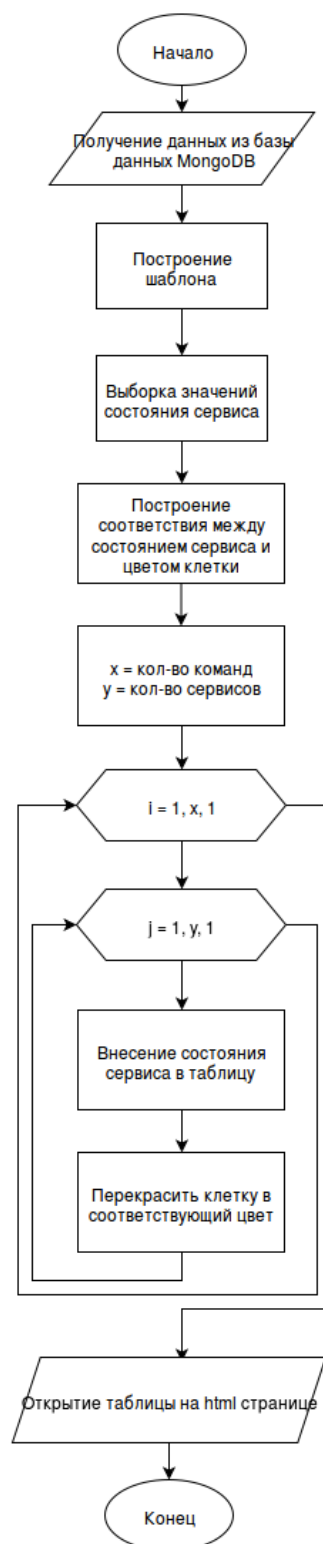 Начало
Получение данных из базы
данных MongoDB
Построение
шаблона
Выборка значений
состояния сервиса
Построение
соответствия между
состоянием сервиса и
цветом клетки
x = кол-во команд
y = кол-во сервисов
i = 1, x, 1
j = 1, y, 1
Внесение состояния
сервиса в таблицу
Перекрасить клетку в
соответствующий цвет
Открытие таблицы на html странице
Конец